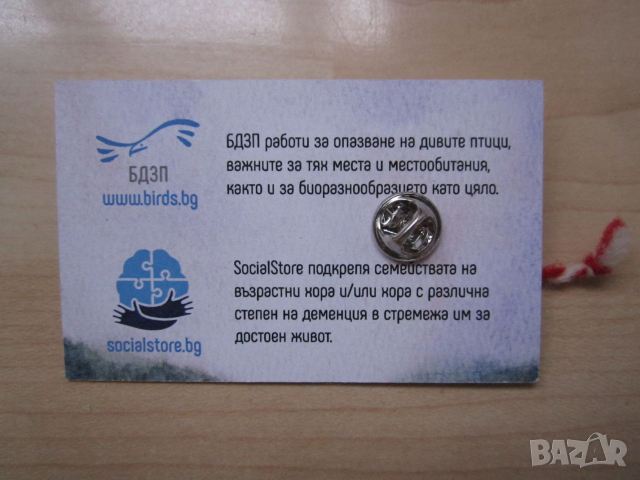 БДЗП
www.birds.bg
БДЗП работи за опазване на дивите птици,
важните за тях места и местообитания,
както и за биоразнообразието като цяло.
socialstore.bg
SocialStore подкрепя семействата на
възрастни хора и/или хора с различна
степен на деменция в стремежа им за
достоен живот.
BAZAR